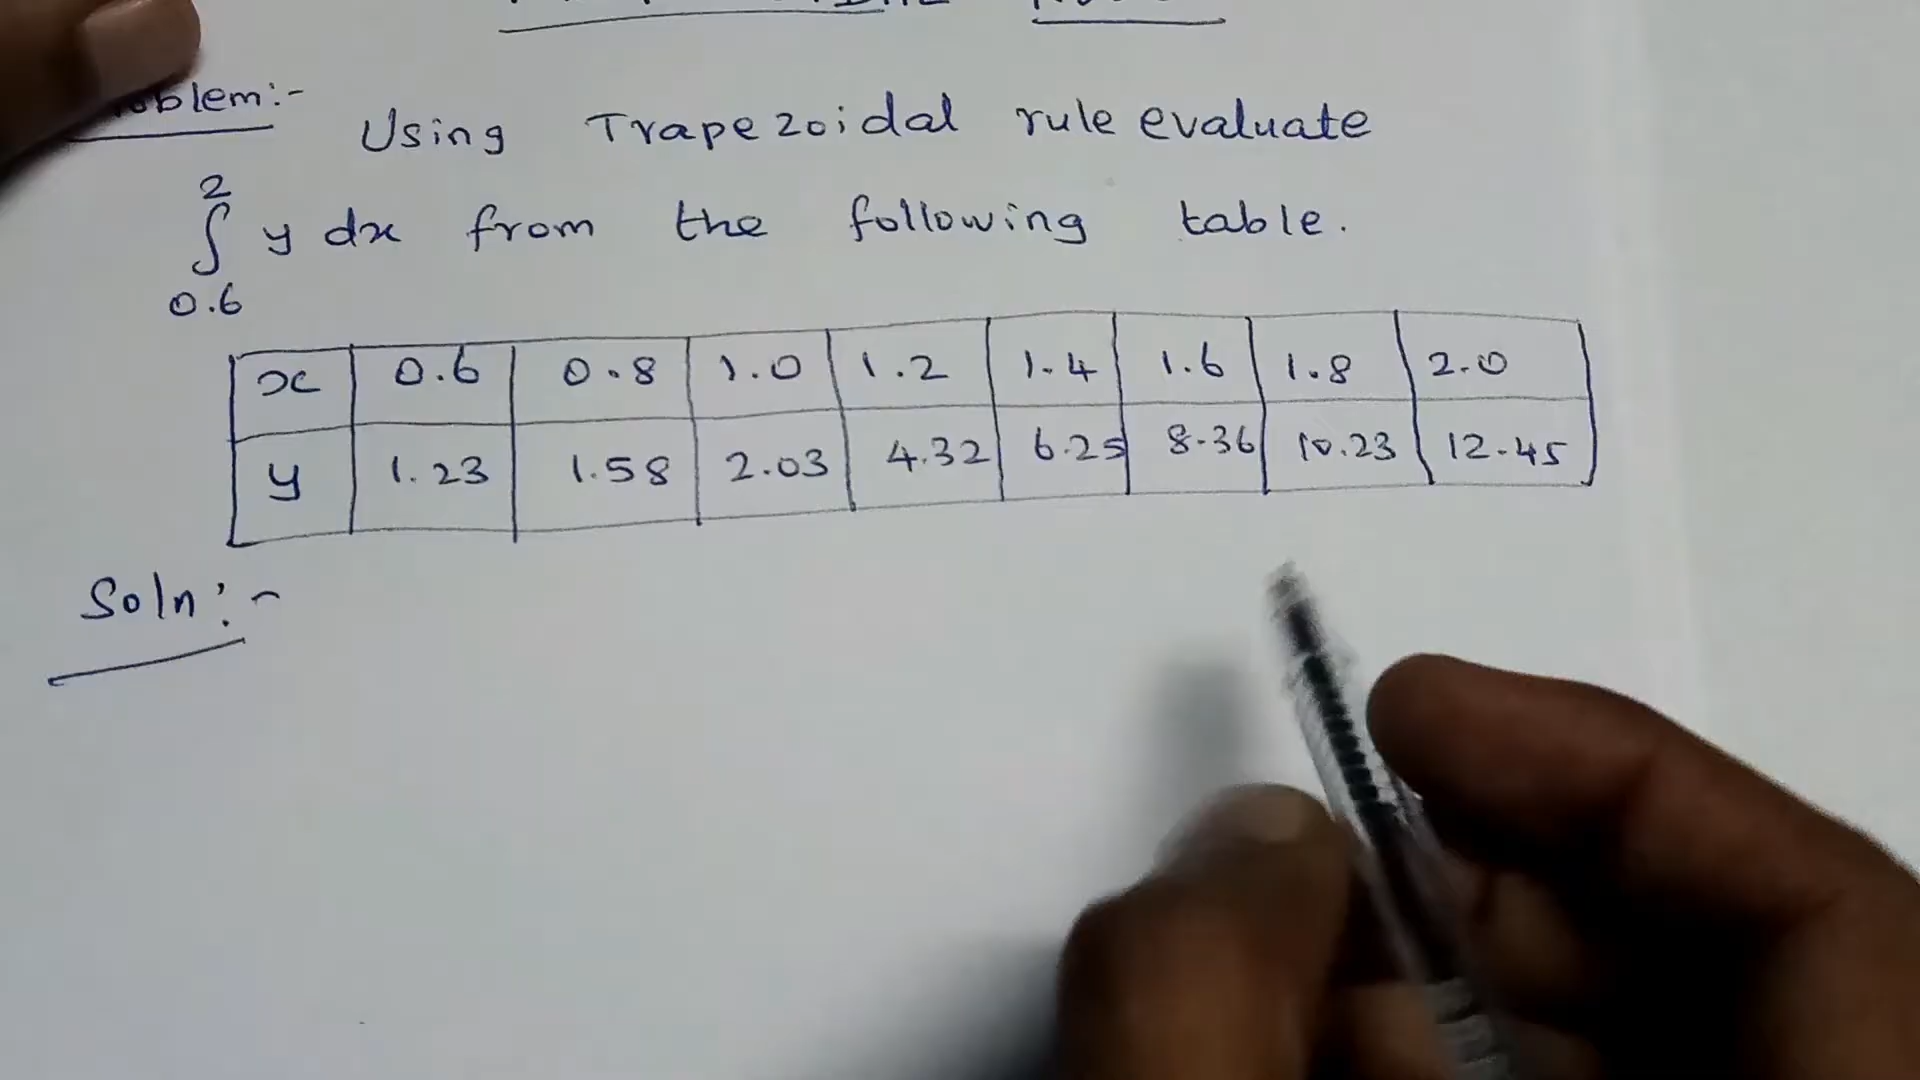 Using Trapezoidal rule evaluate
2
∫ y dx from the following table.
0.6
x 0.6 0.8 1.0 1.2 1.4 1.6 1.8 2.0
y 1.23 1.58 2.03 4.32 6.25 8.36 10.23 12.45
Soln:-